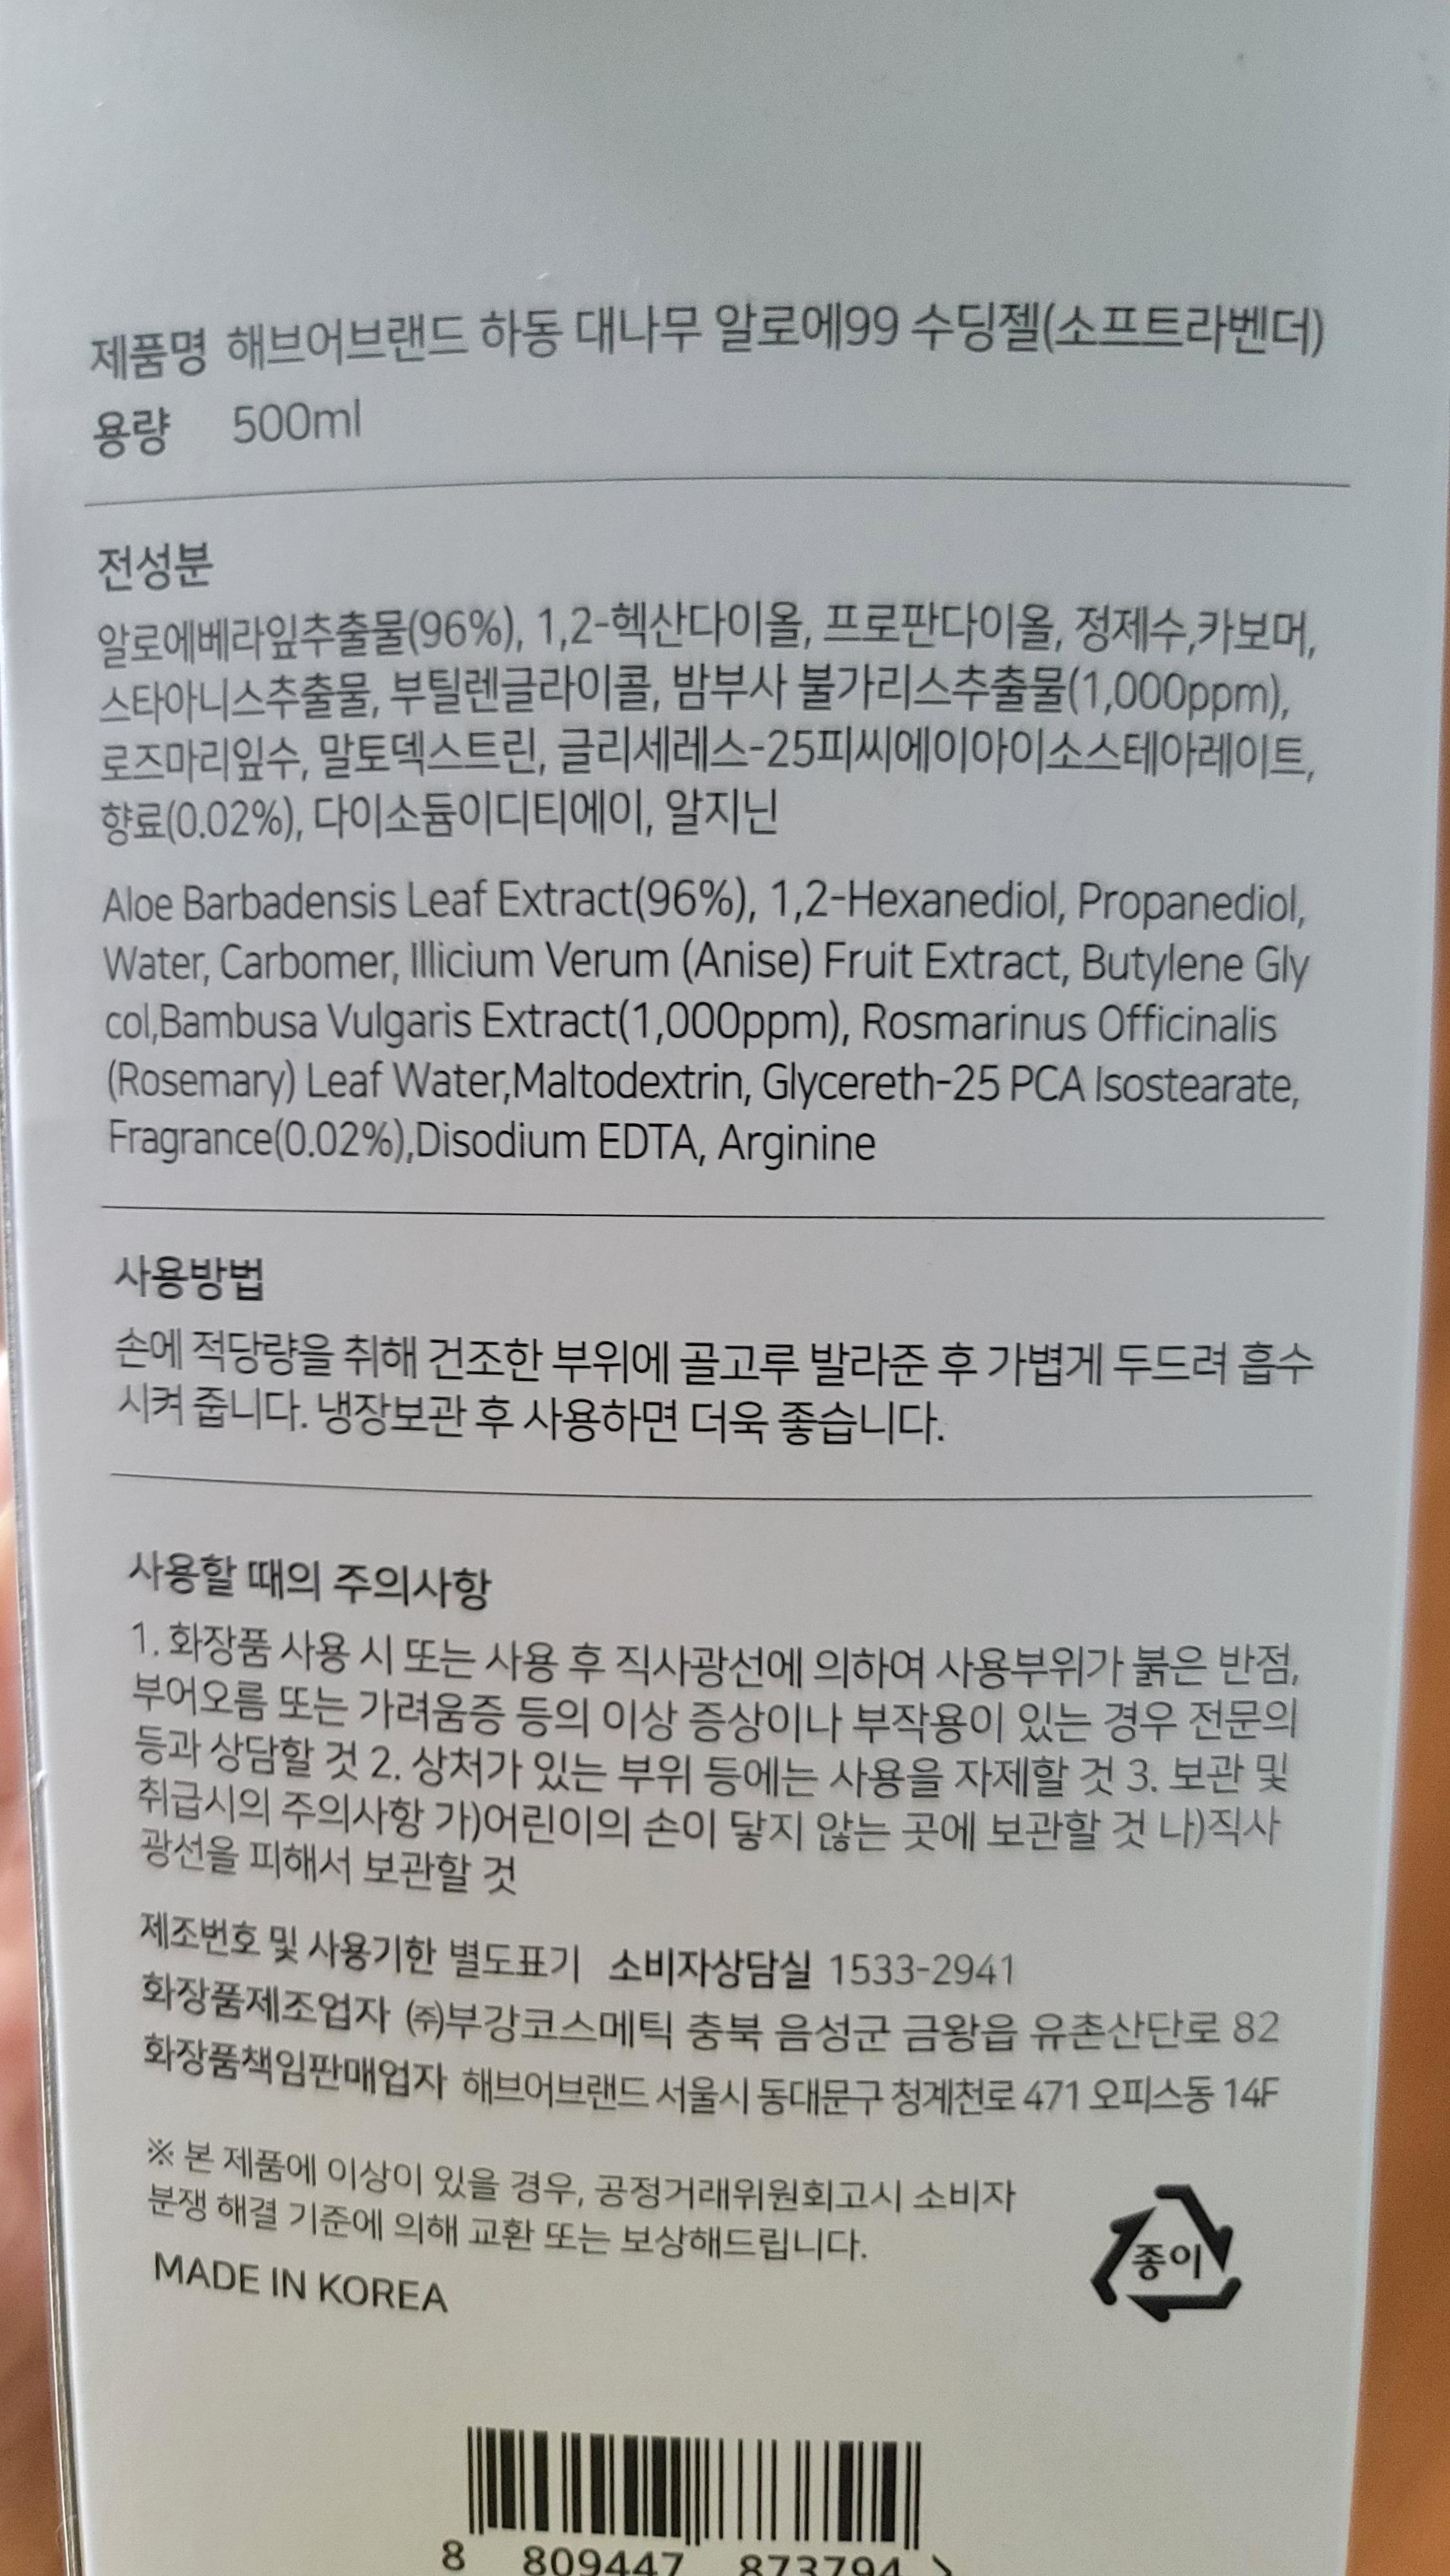 제품명 해브어브랜드 하동 대나무 알로에99 수딩젤(소프트라벤더)
용량 500ml
전성분
알로에베라잎추출물(96%), 1,2-헥산다이올, 프로판다이올, 정제수,카보머,
스타아니스추출물, 부틸렌글라이콜, 밤부사 불가리스추출물(1,000ppm),
로즈마리잎수, 말토덱스트린, 글리세레스-25피씨에이아이소스테아레이트,
향료(0.02%), 다이소듐이디티에이, 알지닌
Aloe Barbadensis Leaf Extract(96%), 1,2-Hexanediol, Propanediol,
Water, Carbomer, Illicium Verum (Anise) Fruit Extract, Butylene Gly
col,Bambusa Vulgaris Extract(1,000ppm), Rosmarinus Officinalis
(Rosemary) Leaf Water,Maltodextrin, Glycereth-25 PCA Isostearate,
Fragrance(0.02%),Disodium EDTA, Arginine
사용방법
손에 적당량을 취해 건조한 부위에 골고루 발라준 후 가볍게 두드려 흡수
시켜 줍니다. 냉장보관 후 사용하면 더욱 좋습니다.
사용할 때의 주의사항
1. 화장품 사용 시 또는 사용 후 직사광선에 의하여 사용부위가 붉은 반점,
부어오름 또는 가려움증 등의 이상 증상이나 부작용이 있는 경우 전문의
등과 상담할 것 2. 상처가 있는 부위 등에는 사용을 자제할 것 3. 보관 및
취급시의 주의사항 가)어린이의 손이 닿지 않는 곳에 보관할 것 나)직사
광선을 피해서 보관할 것
제조번호 및 사용기한 별도표기 소비자상담실 1533-2941
화장품제조업자 ㈜부강코스메틱 충북 음성군 금왕읍 유촌산단로 82
화장품책임판매업자 해브어브랜드 서울시 동대문구 청계천로 471 오피스동 14F
※ 본 제품에 이상이 있을 경우, 공정거래위원회고시 소비자
분쟁 해결 기준에 의해 교환 또는 보상해드립니다.
MADE IN KOREA
종이
8 809447 873794 >